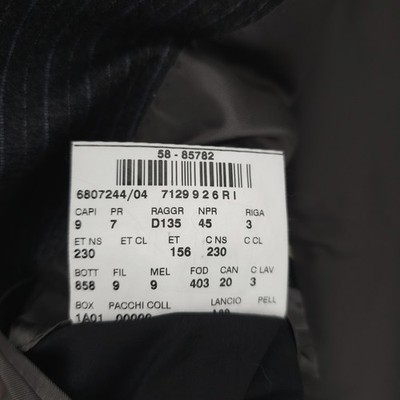 58 - 85782
6807244/04 7129926RI
CAPI PR RAGGR NPR RIGA
9 7 D135 45 3
ET NS ET CL ET C NS C CL
230 156 230
BOTT FIL MEL FOD CAN C LAV
858 9 9 403 20 3
BOX PACCHI COLL LANCIO PELL
1A01